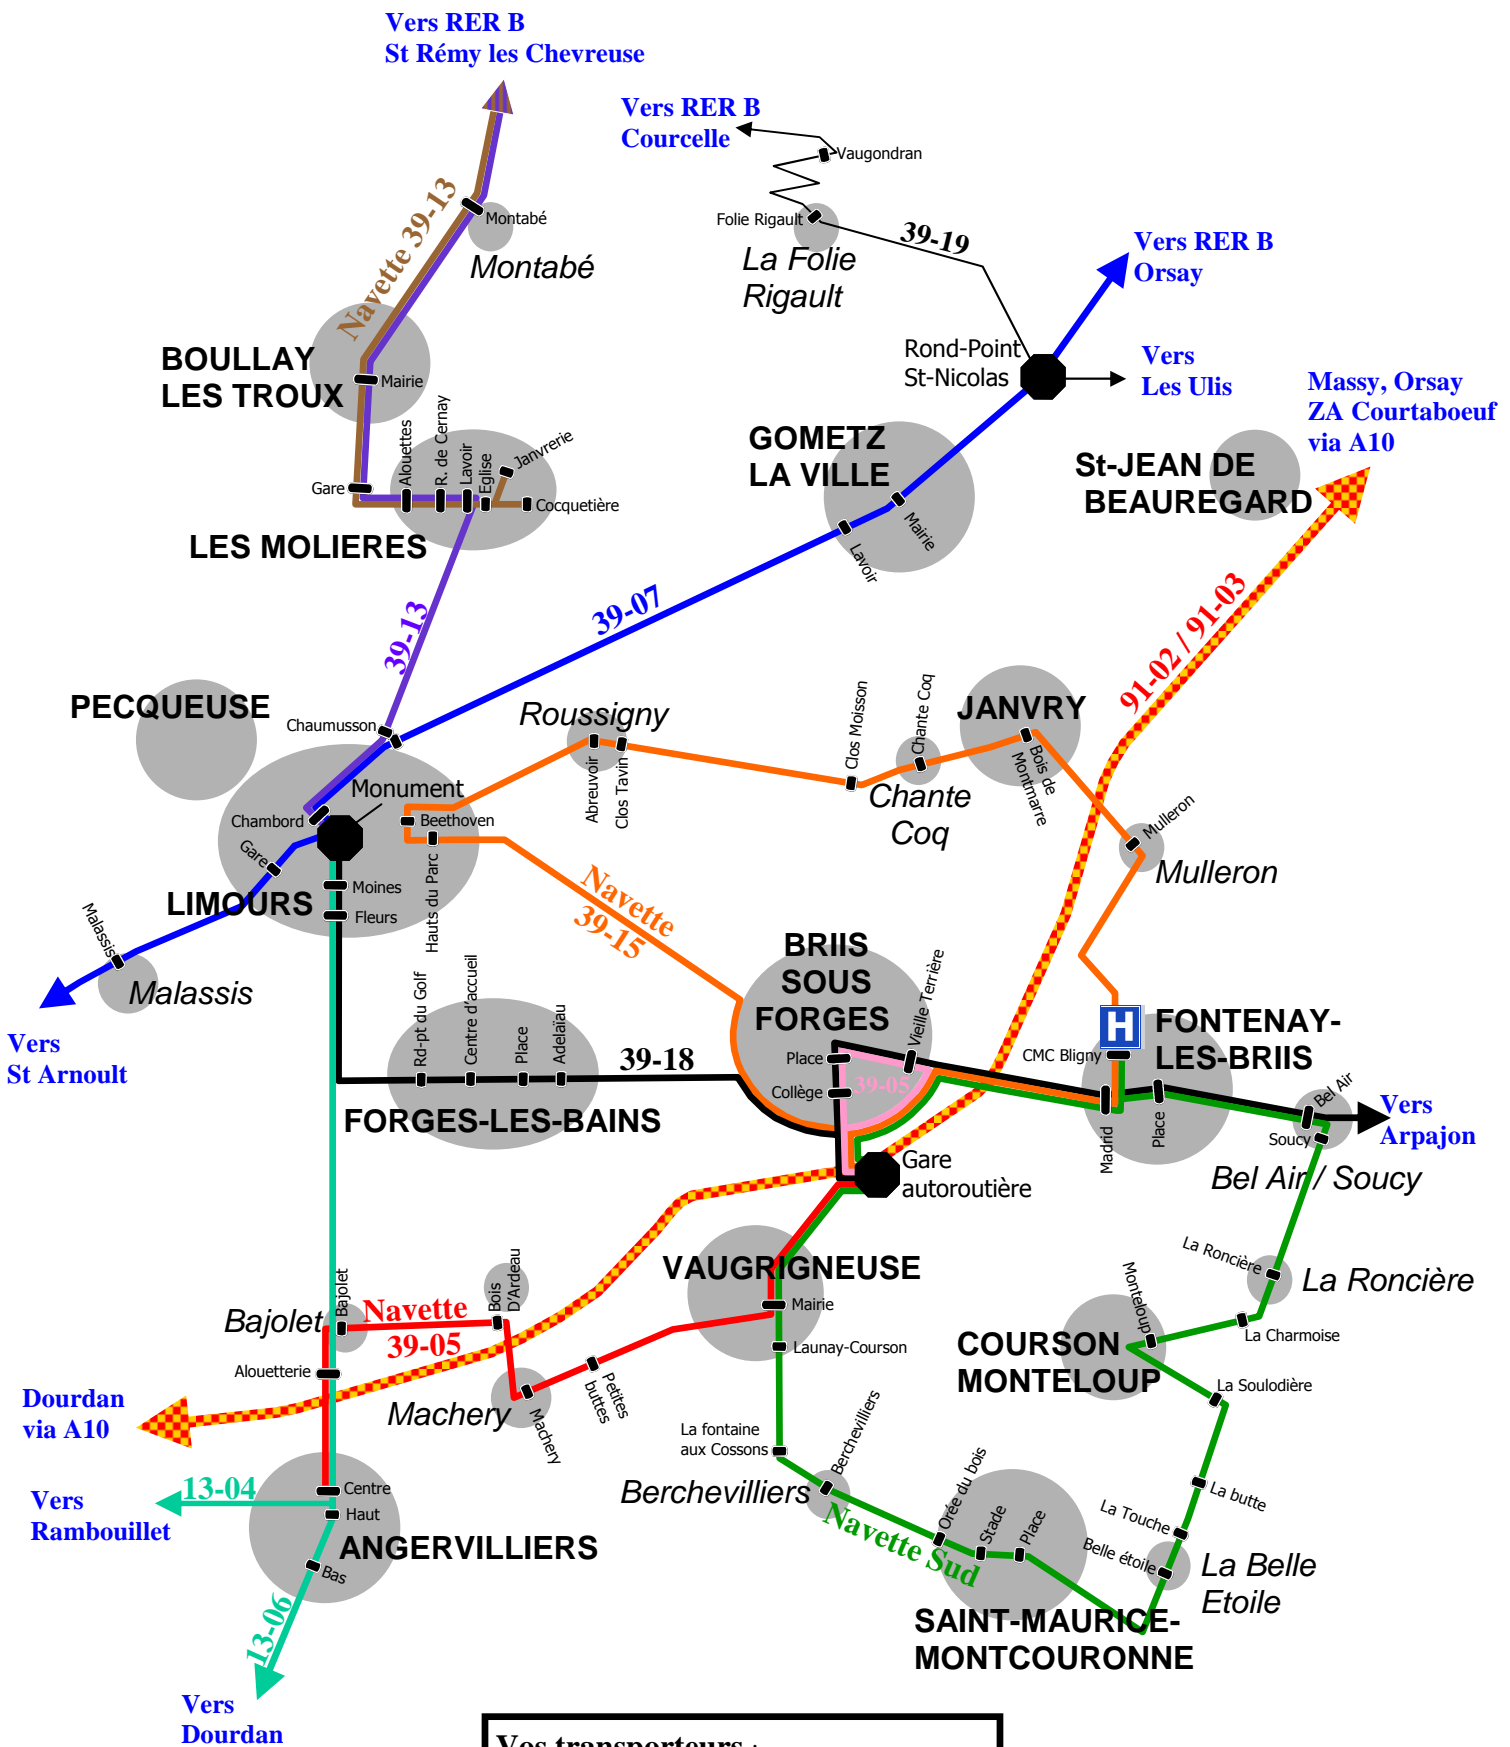 Vers RER B
St Rémy les Chevreuse
Vers RER B
Courcelle
Vaugondran
Navette 39-13
Montabé
Montabé
Folie Rigault
39-19
La Folie
Rigault
Vers RER B
Orsay
BOULLAY
LES TROUX
Mairie
Rond-Point
St-Nicolas
Vers
Les Ulis
Massy, Orsay
ZA Courtaboeuf
via A10
Gare
Alouettes
R. de Cernay
Lavoir
Eglise
Janvrerie
Cocquetière
LES MOLIERES
GOMETZ
LA VILLE
Mairie
Lavoir
St-JEAN DE
BEAUREGARD
39-13
39-07
91-02 / 91-03
PECQUEUSE
Chaumusson
Roussigny
Abreuvoir
Clos Tavin
Clos Moisson
Chante Coq
Chante
Coq
JANVRY
Bois de
Montmarre
Mulleron
Mulleron
Monument
Chambord
Beethoven
Hauts du Parc
Gare
Moines
Fleurs
LIMOURS
Malassis
Malassis
Vers
St Arnoult
Navette
39-15
BRIIS
SOUS
FORGES
Vieille Terrière
Place
Collège
39-05
Rd-pt du Golf
Centre d'accueil
Place
Adelaïau
39-18
FORGES-LES-BAINS
H
CMC Bligny
FONTENAY-
LES-BRIIS
Madrid
Place
Bel Air
Soucy
Vers
Arpajon
Bel Air / Soucy
Gare
autoroutière
VAUGRIGNEUSE
Mairie
Launay-Courson
La Roncière
La Roncière
La Charmoise
Monteloup
COURSON
MONTELOUP
La Soulodière
Bajolet
Bajolet
Navette
39-05
Bois
D'Ardeau
Alouetterie
Machery
Machery
Petites
buttes
Dourdan
via A10
La fontaine
aux Cossons
Berchevilliers
Berchevilliers
Navette Sud
Orée du bois
Stade
Place
La butte
La Touche
Belle étoile
La Belle
Etoile
SAINT-MAURICE-
MONTCOURONNE
13-04
Vers
Rambouillet
Centre
Haut
ANGERVILLIERS
Bas
13-06
Vers
Dourdan
Vos transporteurs :